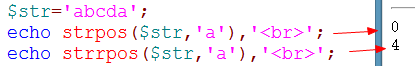 $str='abcda';
echo strpos($str,'a'),'<br>';
echo strrpos($str,'a'),'<br>';
0
4